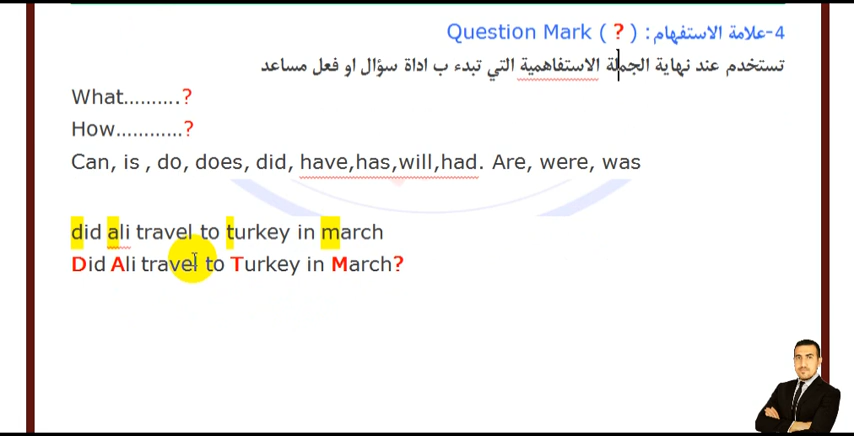 4-علامة الاستفهام: Question Mark ( ? )
تستخدم عند نهاية الجملة الاستفهامية التي تبدء ب اداة سؤال او فعل مساعد
What..........?
How............?
Can, is , do, does, did, have,has,will,had. Are, were, was
did ali travel to turkey in march
Did Ali travel to Turkey in March?